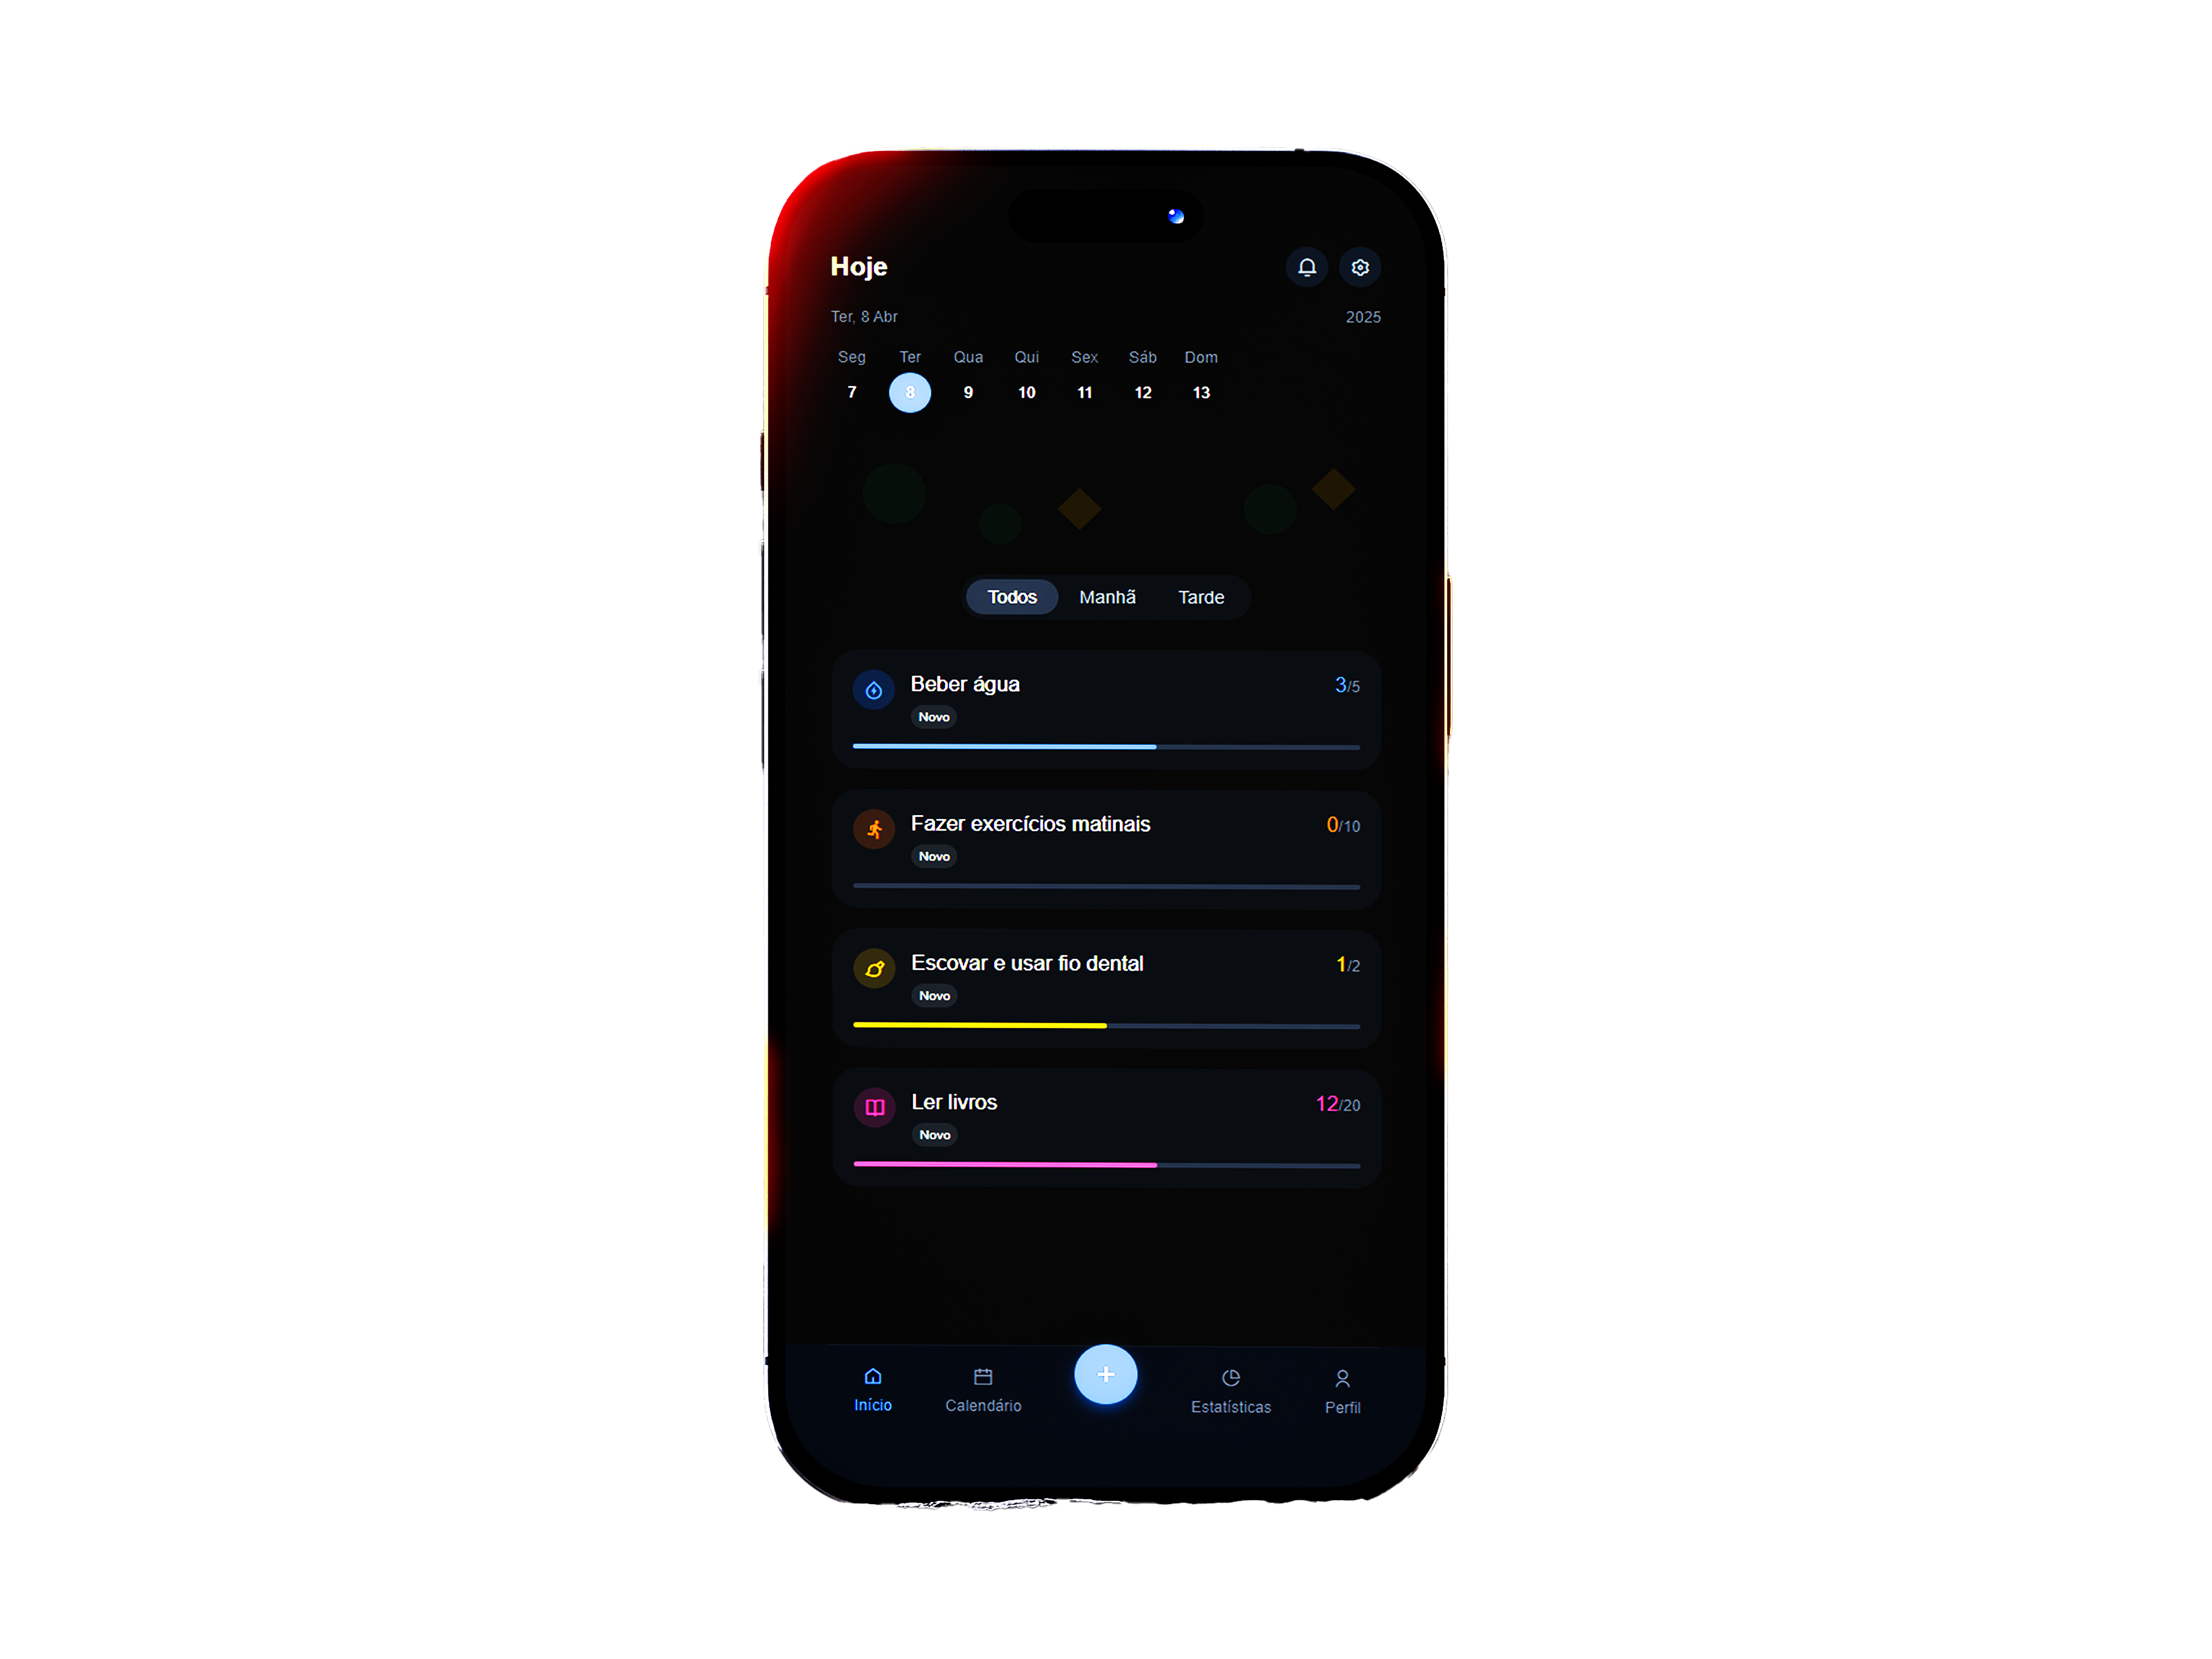 Hoje
Ter, 8 Abr 2025
Seg Ter Qua Qui Sex Sáb Dom
7 8 9 10 11 12 13
Todos Manhã Tarde
Beber água 3/5
Novo
Fazer exercícios matinais 0/10
Novo
Escovar e usar fio dental 1/2
Novo
Ler livros 12/20
Novo
+
Início Calendário Estatísticas Perfil